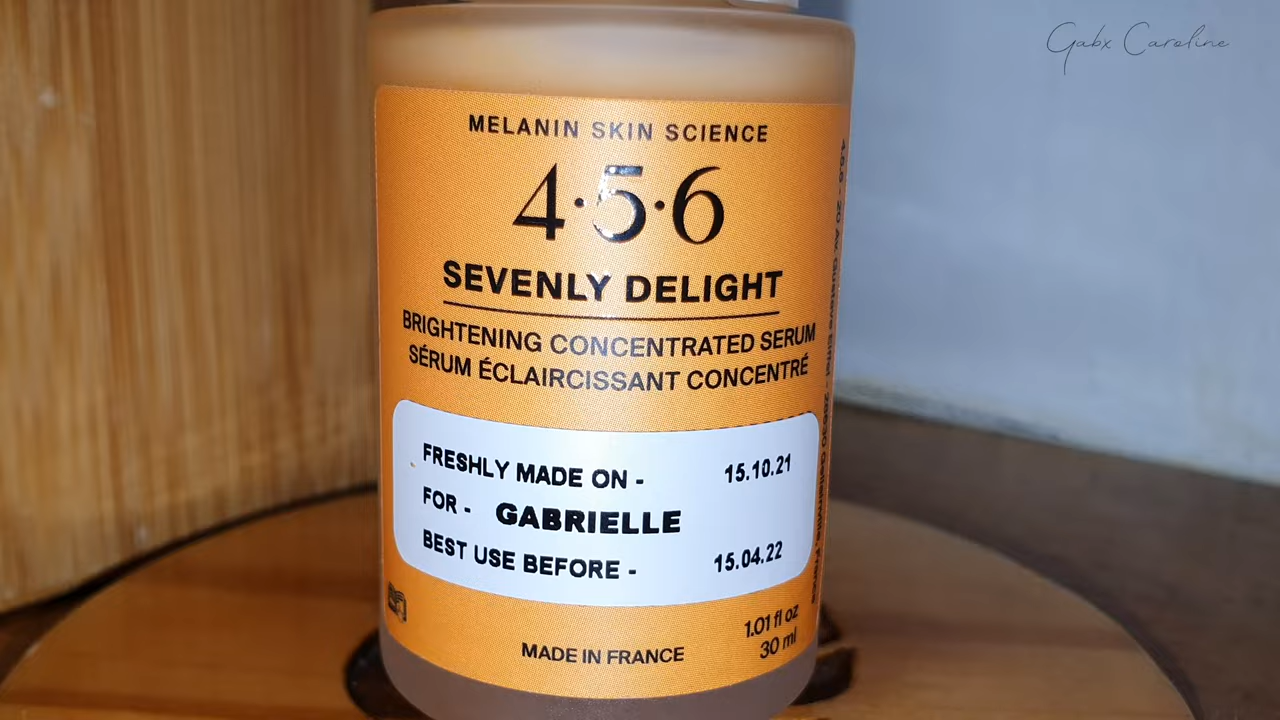 Gabx Caroline
MELANIN SKIN SCIENCE
4·5·6
SEVENLY DELIGHT
BRIGHTENING CONCENTRATED SERUM
SÉRUM ÉCLAIRCISSANT CONCENTRÉ
FRESHLY MADE ON - 15.10.21
FOR - GABRIELLE
BEST USE BEFORE - 15.04.22
1.01 fl oz
30 ml
MADE IN FRANCE